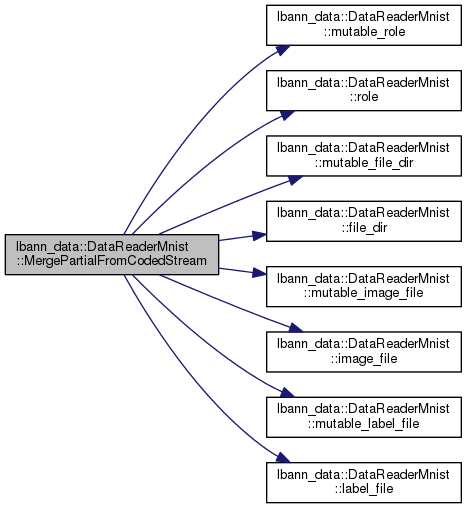 lbann_data::DataReaderMnist
::MergePartialFromCodedStream
lbann_data::DataReaderMnist
::mutable_role
lbann_data::DataReaderMnist
::role
lbann_data::DataReaderMnist
::mutable_file_dir
lbann_data::DataReaderMnist
::file_dir
lbann_data::DataReaderMnist
::mutable_image_file
lbann_data::DataReaderMnist
::image_file
lbann_data::DataReaderMnist
::mutable_label_file
lbann_data::DataReaderMnist
::label_file